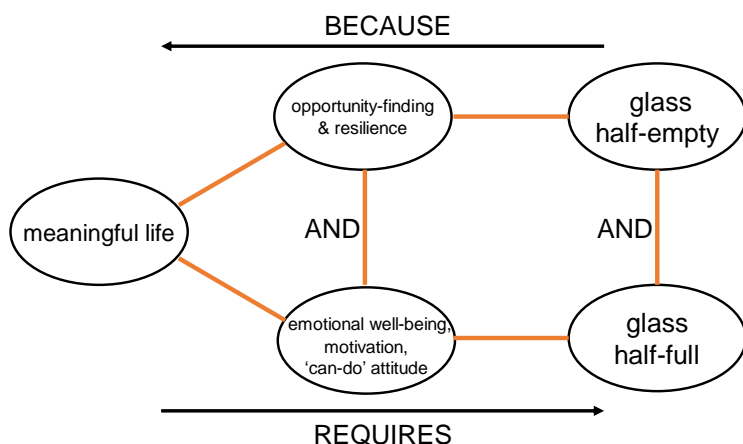 BECAUSE
opportunity-finding
& resilience
glass
half-empty
meaningful life
AND
AND
emotional well-being,
motivation,
‘can-do’ attitude
glass
half-full
REQUIRES